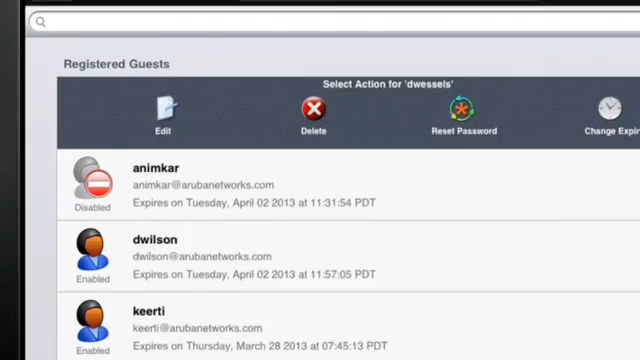 Registered Guests
Select Action for 'dwessels'
Edit
Delete
Reset Password
Change Expir
animkar
animkar@arubanetworks.com
Expires on Tuesday, April 02 2013 at 11:31:54 PDT
Disabled
dwilson
dwilson@arubanetworks.com
Expires on Tuesday, April 02 2013 at 11:57:05 PDT
Enabled
keerti
keerti@arubanetworks.com
Expires on Thursday, March 28 2013 at 07:45:13 PDT
Enabled